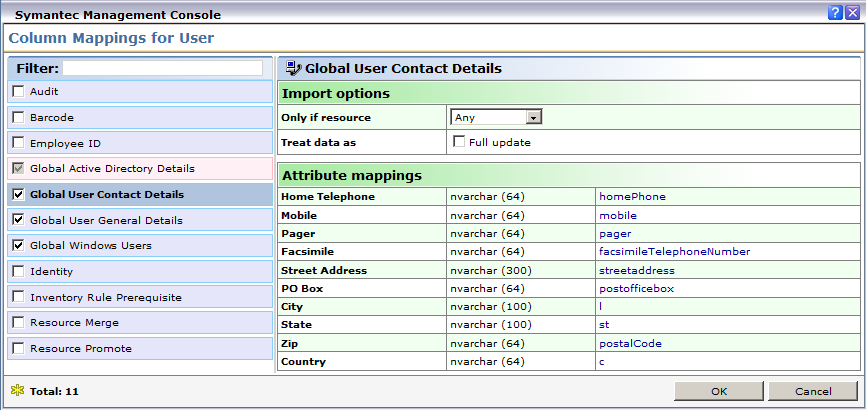 Symantec Management Console
Column Mappings for User
Filter:
Audit
Barcode
Employee ID
Global Active Directory Details
Global User Contact Details
Global User General Details
Global Windows Users
Identity
Inventory Rule Prerequisite
Resource Merge
Resource Promote
Global User Contact Details
Import options
Only if resource Any
Treat data as Full update
Attribute mappings
Home Telephone nvarchar (64) homePhone
Mobile nvarchar (64) mobile
Pager nvarchar (64) pager
Facsimile nvarchar (64) facsimileTelephoneNumber
Street Address nvarchar (300) streetaddress
PO Box nvarchar (64) postofficebox
City nvarchar (100) l
State nvarchar (100) st
Zip nvarchar (64) postalCode
Country nvarchar (64) c
Total: 11
OK Cancel